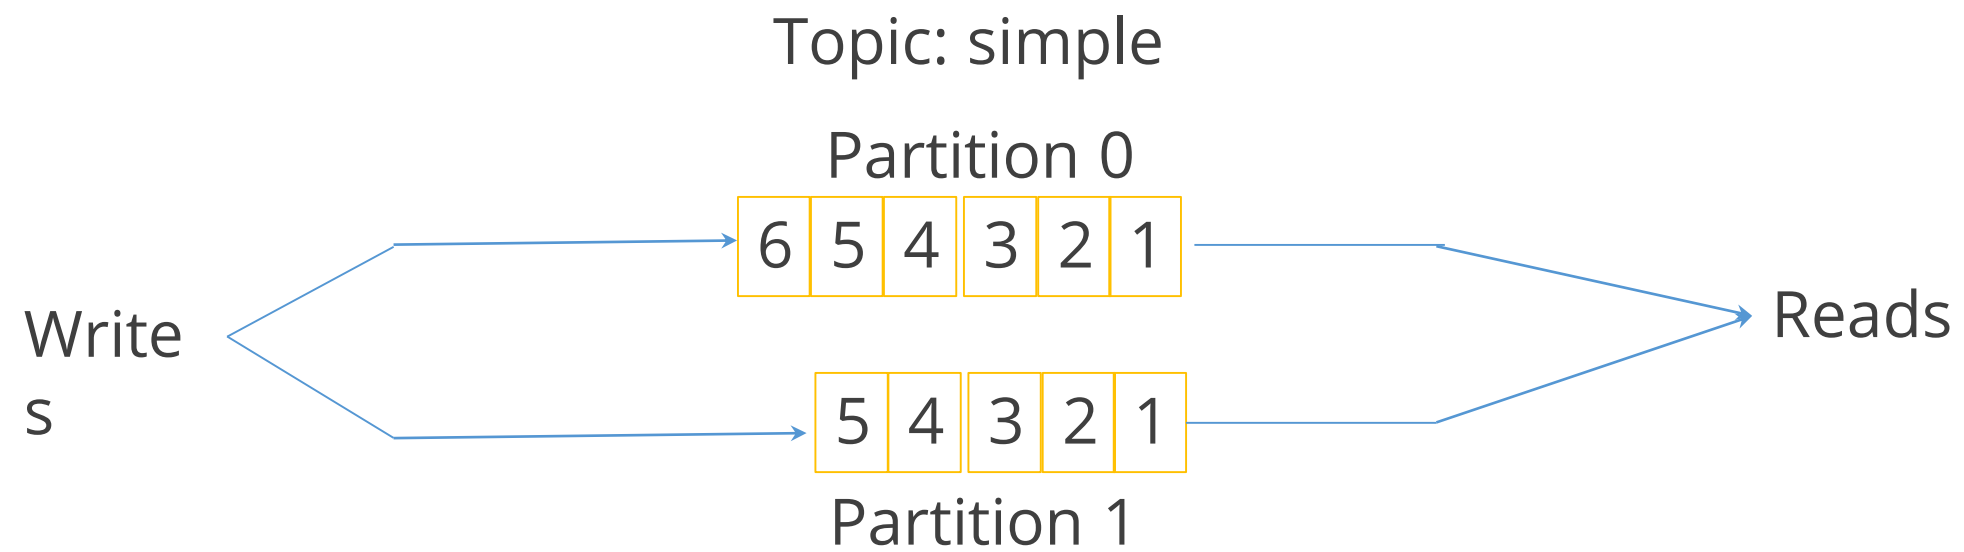 Topic: simple
Partition 0
6 5 4 3 2 1
Write
s
Reads
5 4 3 2 1
Partition 1